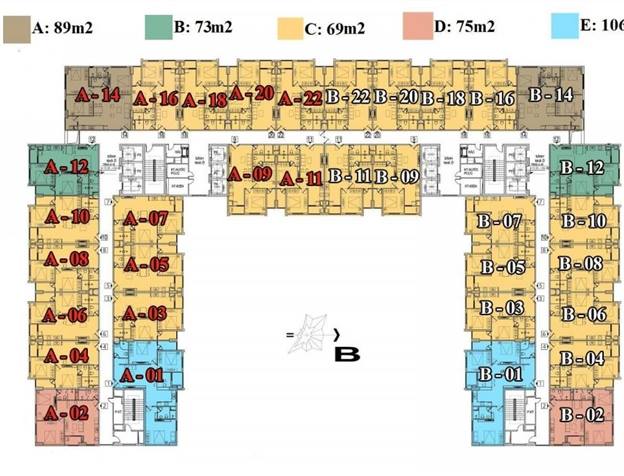 A: 89m2 B: 73m2 C: 69m2 D: 75m2 E: 106
A - 14 A - 16 A - 18 A - 20 A - 22 B - 22 B - 20 B - 18 B - 16 B - 14
A - 12 A - 09 A - 11 B - 11 B - 09 B - 12
A - 10 A - 07 B - 07 B - 10
A - 08 A - 05 B - 05 B - 08
A - 06 A - 03 B - 03 B - 06
A - 04 A - 01 B - 01 B - 04
B
A - 02 B - 02